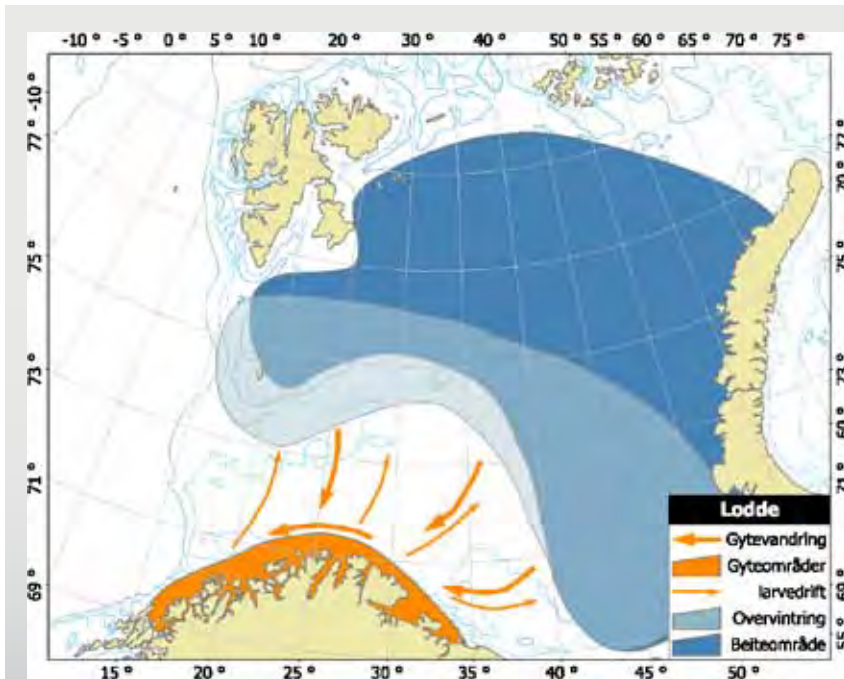 -10 ° -5 ° 0 ° 5 ° 10 ° 20 ° 30 ° 40 ° 50 ° 55 ° 60 ° 65 ° 70 ° 75 °
-10 °
77 °
75 °
73 °
71 °
69 °
Lodde
Gytevandring
Gyteområder
larvedrift
Overvintring
Beiteområde
15 ° 20 ° 25 ° 30 ° 35 ° 40 ° 45 ° 50 °